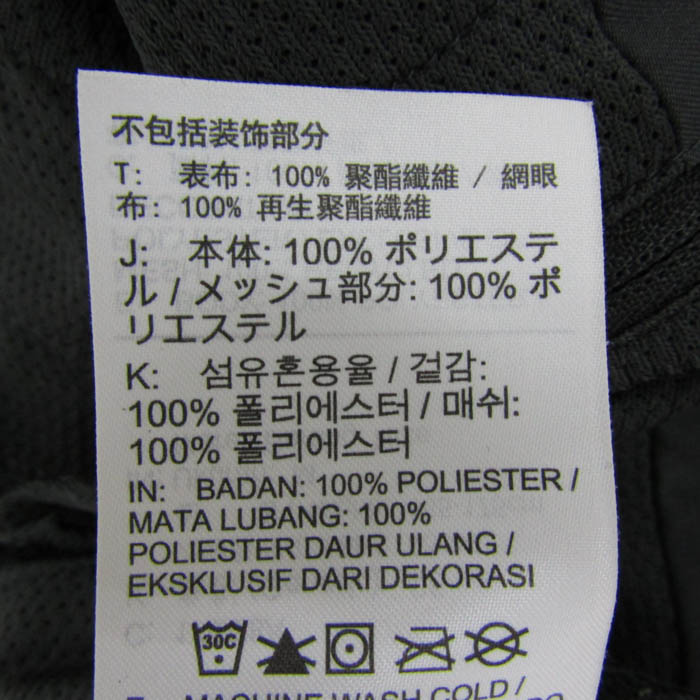 不包括装饰部分
T: 表布: 100% 聚酯纖維 / 網眼
布: 100% 再生聚酯纖維
J: 本体: 100% ポリエステ
ル / メッシュ部分: 100% ポ
リエステル
K: 섬유혼용율 / 겉감:
100% 폴리에스터 / 매쉬:
100% 폴리에스터
IN: BADAN: 100% POLIESTER /
MATA LUBANG: 100%
POLIESTER DAUR ULANG /
EKSKLUSIF DARI DEKORASI
30C
MACHINE WASH COLD /